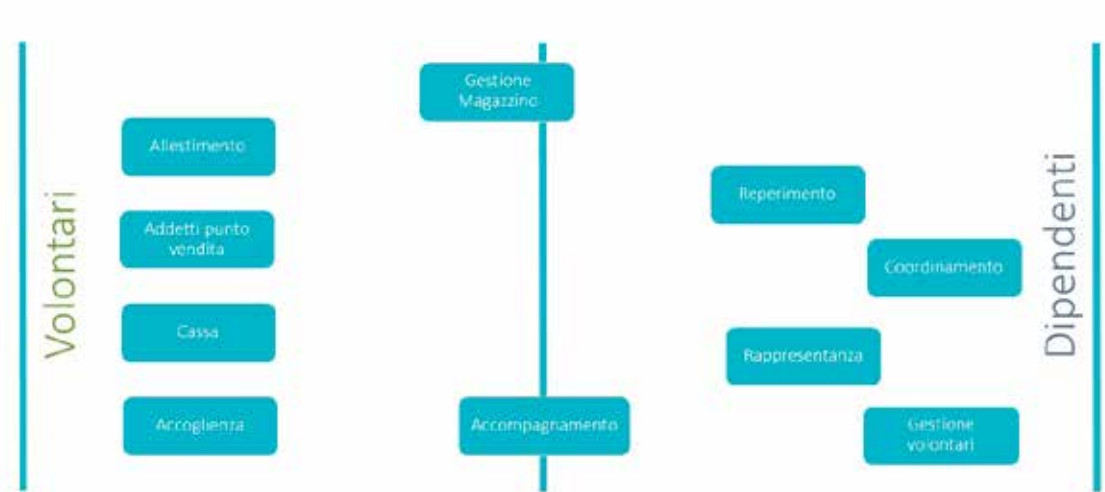 Volontari
Allestimento
Addetti punto
vendita
Cassa
Accoglienza
Gestione
Magazzino
Accompagnamento
Reperimento
Coordinamento
Rappresentanza
Gestione
volontari
Dipendenti